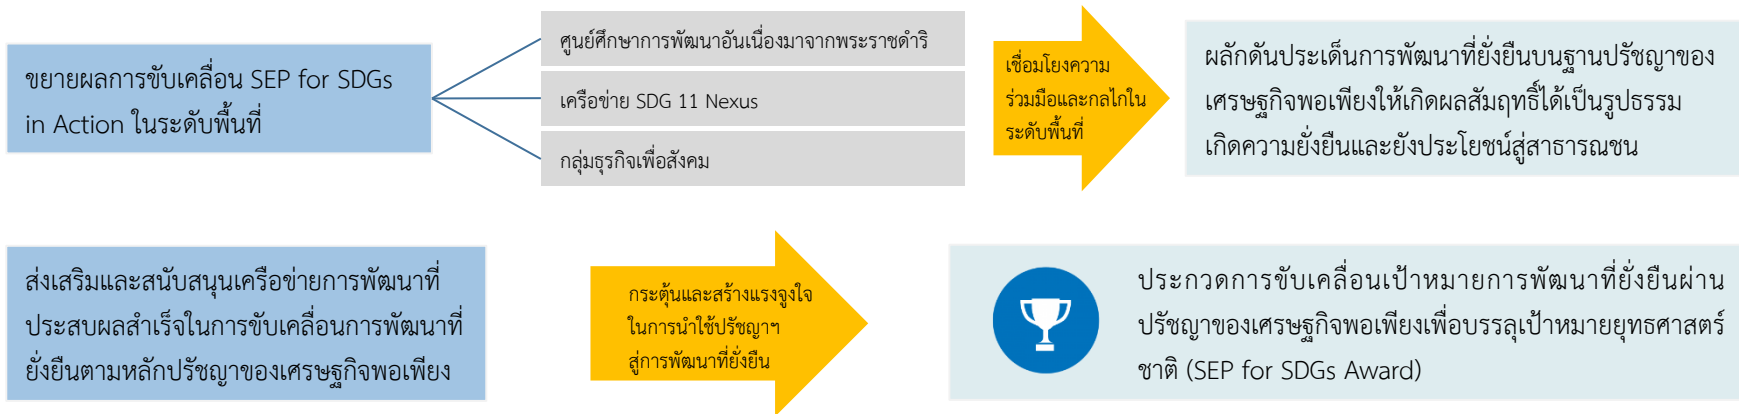 ขยายผลการขับเคลื่อน SEP for SDGs
in Action ในระดับพื้นที่
ศูนย์ศึกษาการพัฒนาอันเนื่องมาจากพระราชดำริ
เครือข่าย SDG 11 Nexus
กลุ่มธุรกิจเพื่อสังคม
เชื่อมโยงความ
ร่วมมือและกลไกใน
ระดับพื้นที่
ผลักดันประเด็นการพัฒนาที่ยั่งยืนบนฐานปรัชญาของ
เศรษฐกิจพอเพียงให้เกิดผลสัมฤทธิ์ได้เป็นรูปธรรม
เกิดความยั่งยืนและยังประโยชน์สู่สาธารณชน
ส่งเสริมและสนับสนุนเครือข่ายการพัฒนาที่
ประสบผลสำเร็จในการขับเคลื่อนการพัฒนาที่
ยั่งยืนตามหลักปรัชญาของเศรษฐกิจพอเพียง
กระตุ้นและสร้างแรงจูงใจ
ในการนำใช้ปรัชญาฯ
สู่การพัฒนาที่ยั่งยืน
ประกวดการขับเคลื่อนเป้าหมายการพัฒนาที่ยั่งยืนผ่าน
ปรัชญาของเศรษฐกิจพอเพียงเพื่อบรรลุเป้าหมายยุทธศาสตร์
ชาติ (SEP for SDGs Award)